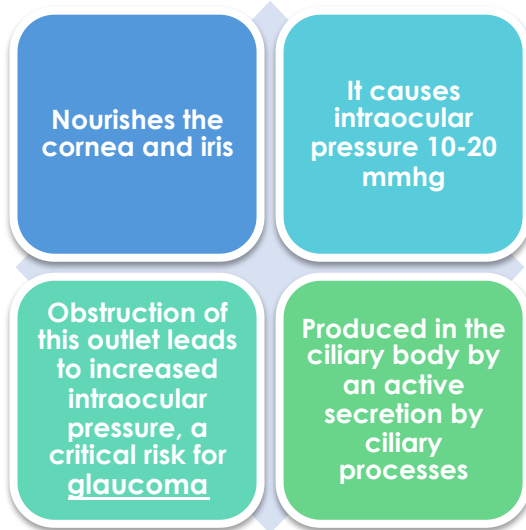 Nourishes the
cornea and iris
It causes
intraocular
pressure 10-20
mmhg
Obstruction of
this outlet leads
to increased
intraocular
pressure, a
critical risk for
glaucoma
Produced in the
ciliary body by
an active
secretion by
ciliary
processes